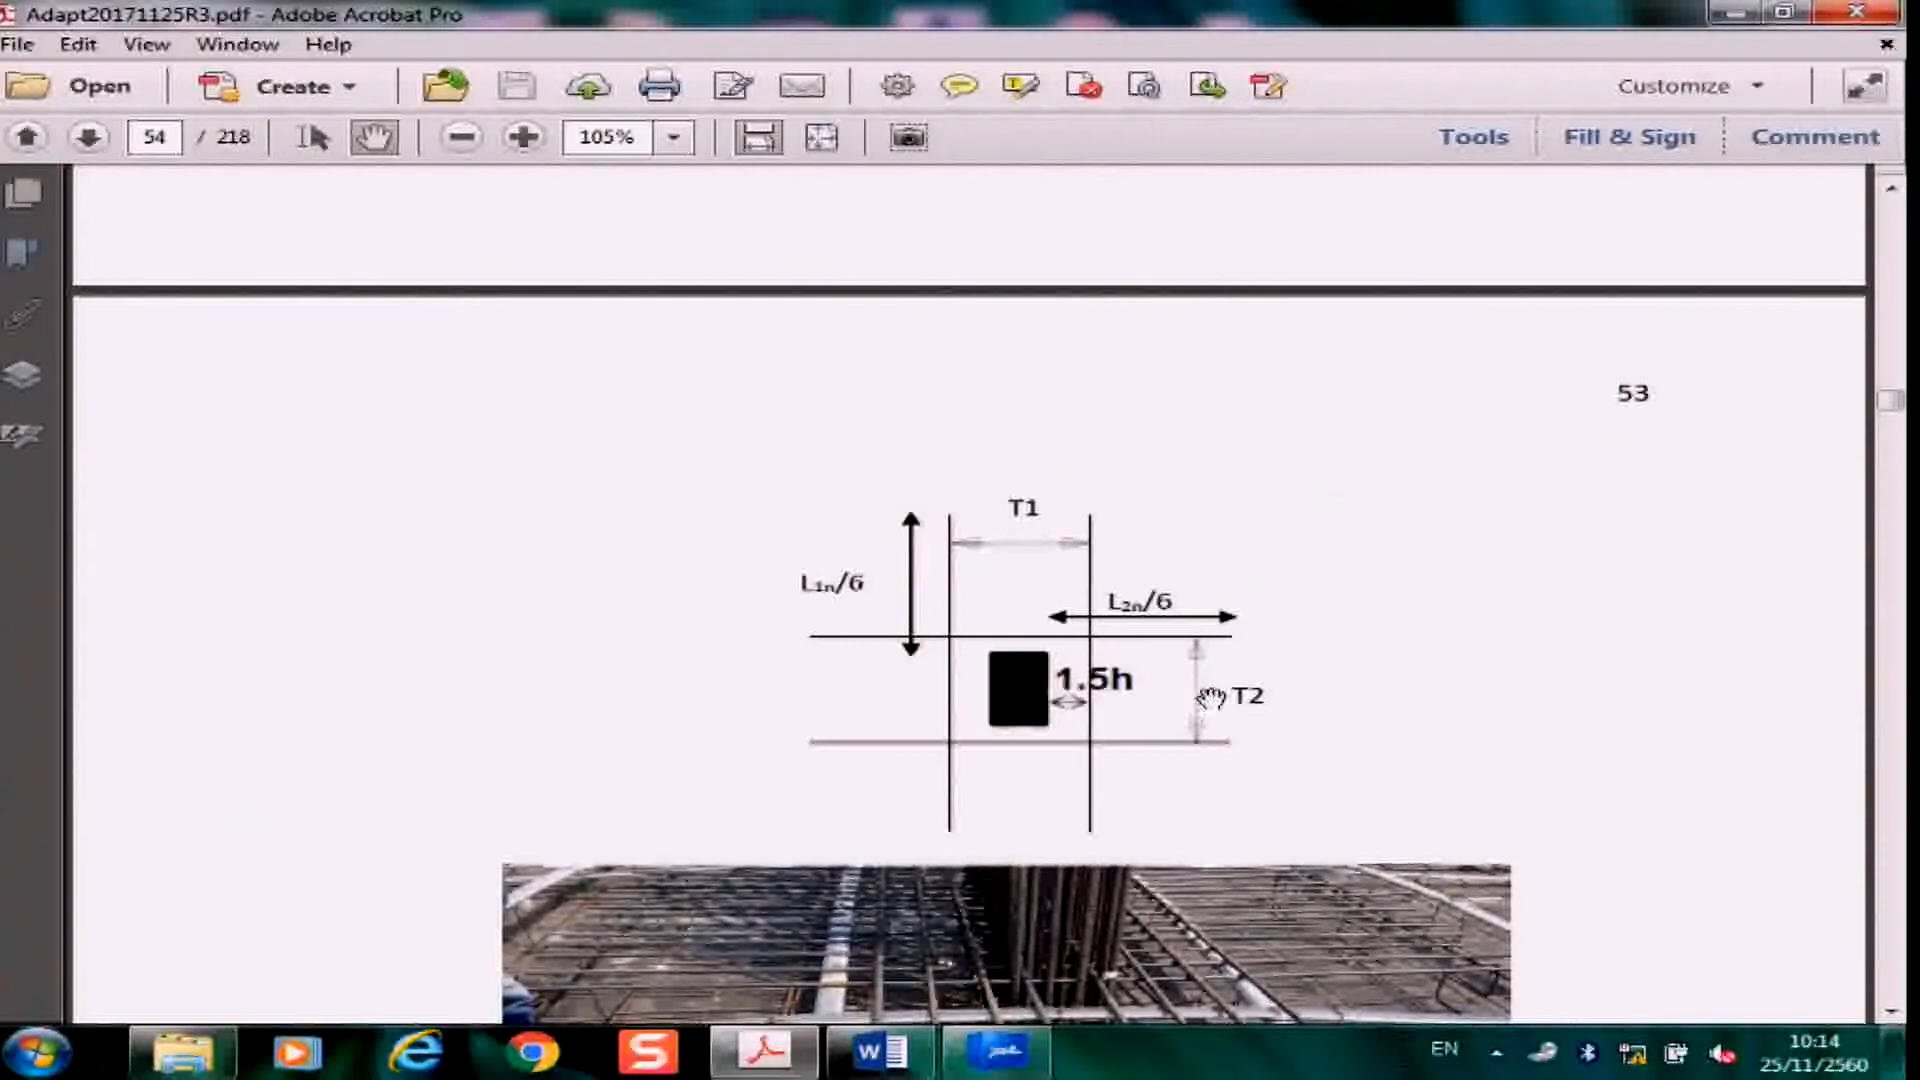 Adapt20171125R3.pdf - Adobe Acrobat Pro
File Edit View Window Help
Open Create Customize
54 / 218 105% Tools Fill & Sign Comment
53
T1
L1n/6
L2n/6
1.5h
T2
EN 10:14
25/11/2560